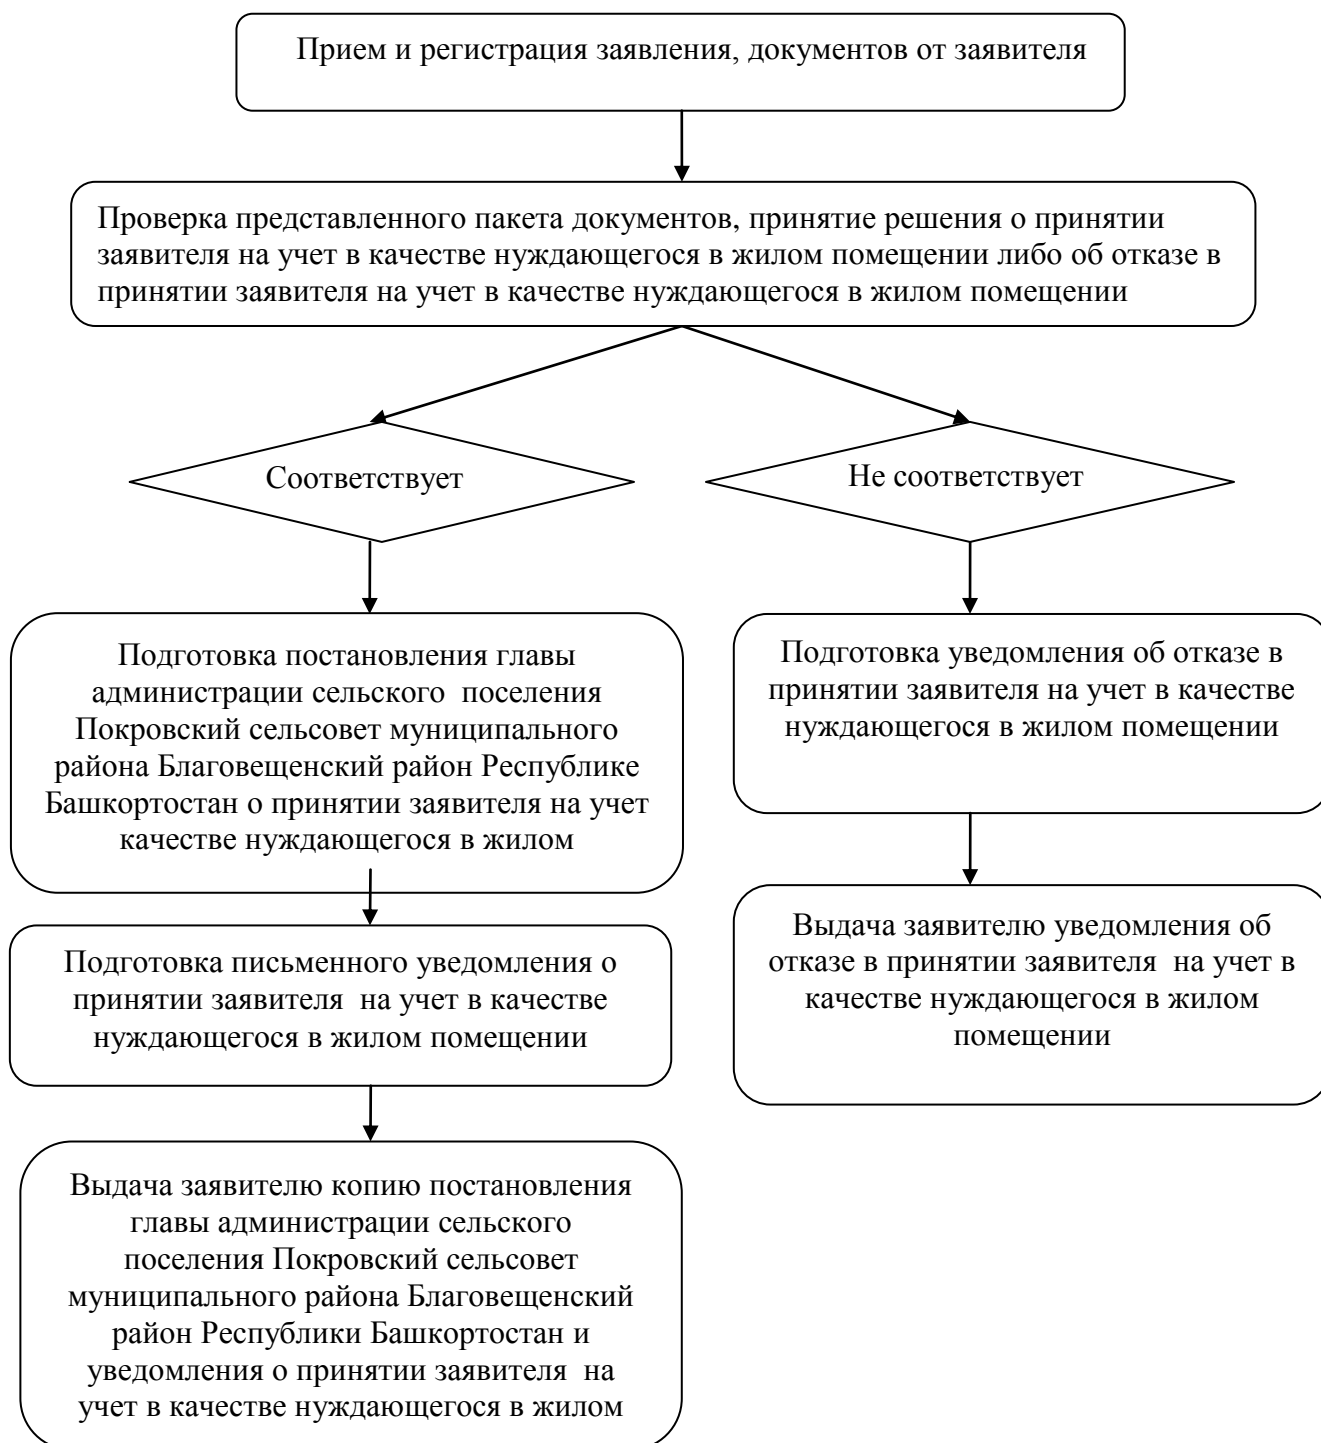 Прием и регистрация заявления, документов от заявителя
Проверка представленного пакета документов, принятие решения о принятии
заявителя на учет в качестве нуждающегося в жилом помещении либо об отказе в
принятии заявителя на учет в качестве нуждающегося в жилом помещении
Соответствует
Не соответствует
Подготовка постановления главы
администрации сельского поселения
Покровский сельсовет муниципального
района Благовещенский район Республике
Башкортостан о принятии заявителя на учет
качестве нуждающегося в жилом
Подготовка уведомления об отказе в
принятии заявителя на учет в качестве
нуждающегося в жилом помещении
Подготовка письменного уведомления о
принятии заявителя на учет в качестве
нуждающегося в жилом помещении
Выдача заявителю уведомления об
отказе в принятии заявителя на учет в
качестве нуждающегося в жилом
помещении
Выдача заявителю копию постановления
главы администрации сельского
поселения Покровский сельсовет
муниципального района Благовещенский
район Республики Башкортостан и
уведомления о принятии заявителя на
учет в качестве нуждающегося в жилом